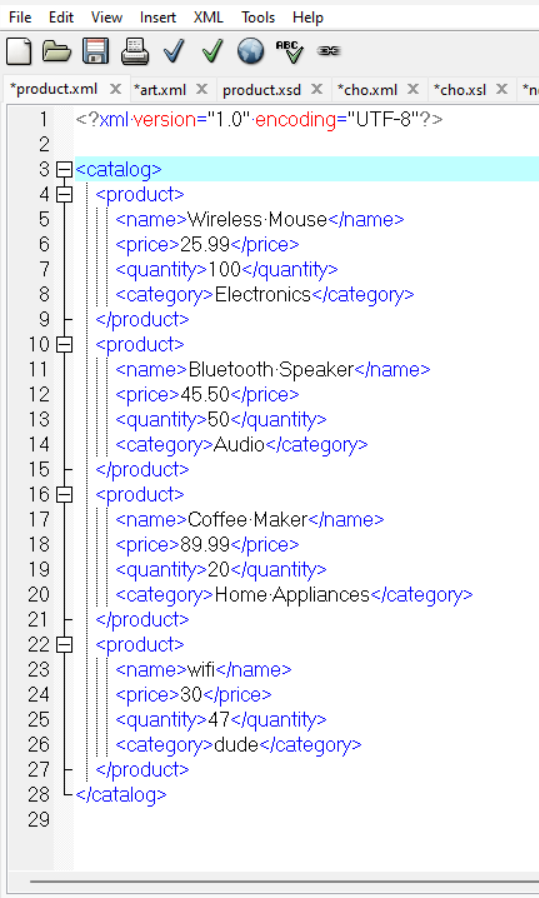 File Edit View Insert XML Tools Help
ABC
*product.xml X *art.xml X product.xsd X *cho.xml X *cho.xsl X *n
1 <?xml version="1.0" encoding="UTF-8"?>
2
3 <catalog>
4 <product>
5 <name>Wireless Mouse</name>
6 <price>25.99</price>
7 <quantity>100</quantity>
8 <category>Electronics</category>
9 </product>
10 <product>
11 <name>Bluetooth Speaker</name>
12 <price>45.50</price>
13 <quantity>50</quantity>
14 <category>Audio</category>
15 </product>
16 <product>
17 <name>Coffee Maker</name>
18 <price>89.99</price>
19 <quantity>20</quantity>
20 <category>Home Appliances</category>
21 </product>
22 <product>
23 <name>wifi</name>
24 <price>30</price>
25 <quantity>47</quantity>
26 <category>dude</category>
27 </product>
28 </catalog>
29